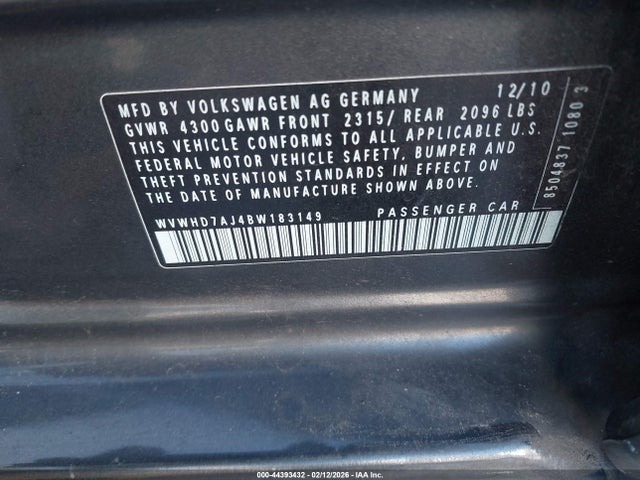 MFD BY VOLKSWAGEN AG GERMANY 12/10
GVWR 4300 GAWR FRONT 2315/ REAR 2096 LBS
THIS VEHICLE CONFORMS TO ALL APPLICABLE U.S.
FEDERAL MOTOR VEHICLE SAFETY, BUMPER AND
THEFT PREVENTION STANDARDS IN EFFECT ON
THE DATE OF MANUFACTURE SHOWN ABOVE.
WVWHD7AJ4BW183149 PASSENGER CAR
8504837 1080 3
000-44393432 - 02/12/2026 - IAA Inc.